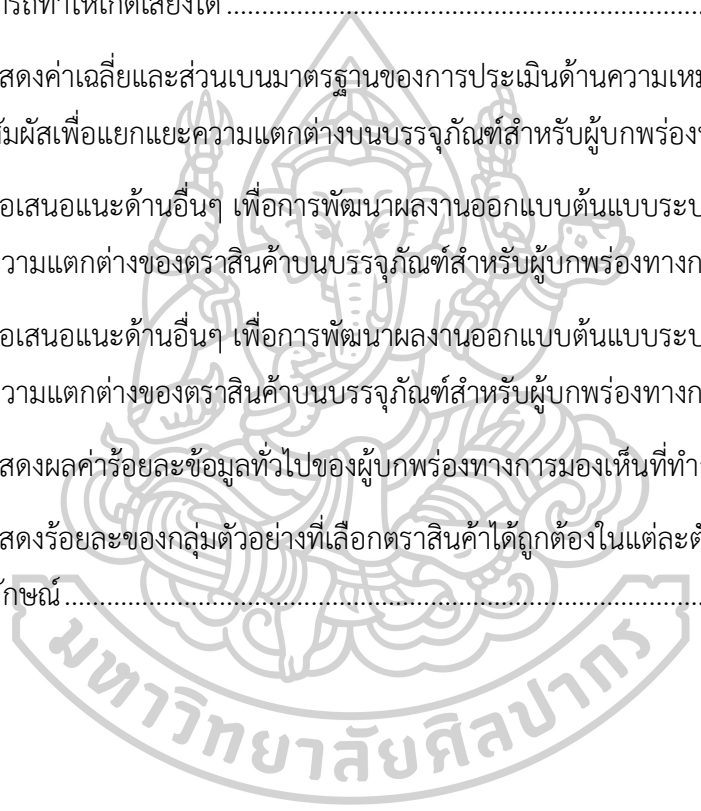 ารถทำให้เกิดเสียงได้
สดงค่าเฉลี่ยและส่วนเบนมาตรฐานของการประเมินด้านความเหม
สัมผัสเพื่อแยกแยะความแตกต่างบนบรรจุภัณฑ์สำหรับผู้บกพร่อง
อเสนอแนะด้านอื่นๆ เพื่อการพัฒนาผลงานออกแบบต้นแบบระบ
วามแตกต่างของตราสินค้าบนบรรจุภัณฑ์สำหรับผู้บกพร่องทางก
อเสนอแนะด้านอื่นๆ เพื่อการพัฒนาผลงานออกแบบต้นแบบระบ
วามแตกต่างของตราสินค้าบนบรรจุภัณฑ์สำหรับผู้บกพร่องทางก
สดงผลค่าร้อยละข้อมูลทั่วไปของผู้บกพร่องทางการมองเห็นที่ทำ
สดงร้อยละของกลุ่มตัวอย่างที่เลือกตราสินค้าได้ถูกต้องในแต่ละตั
ักษณ์
มหาวิทยาลัยศิลปากร